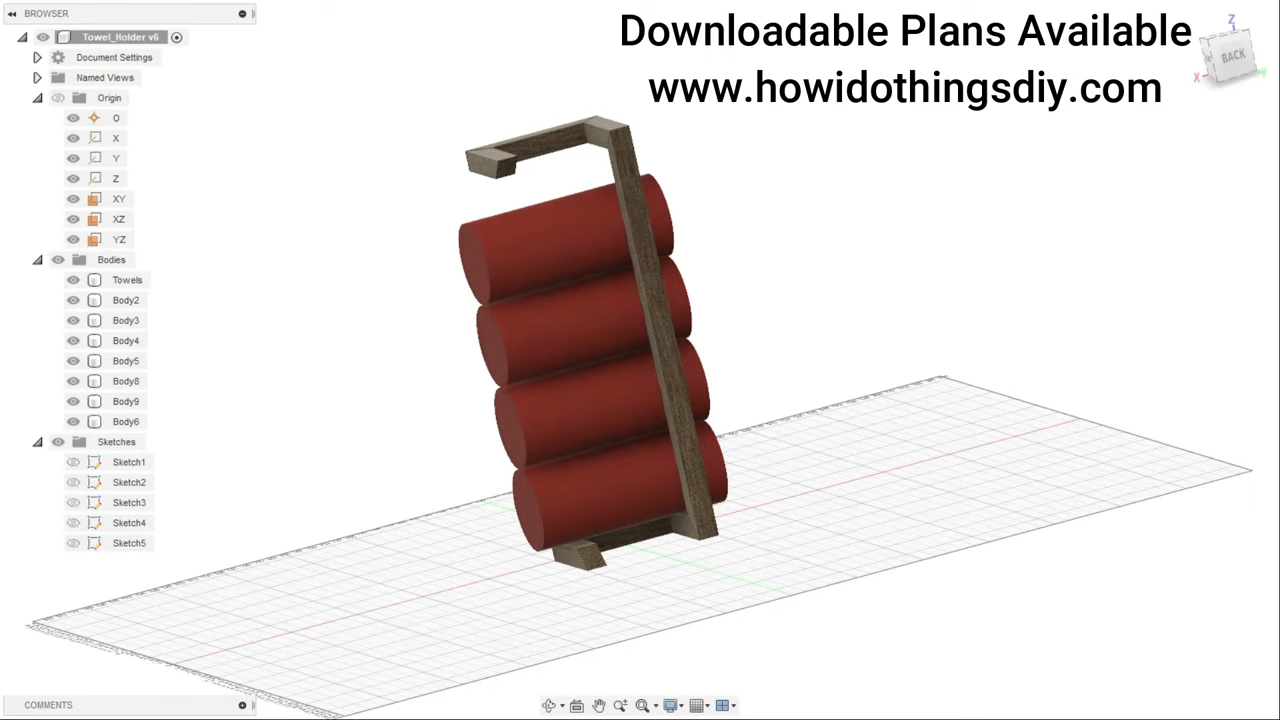 BROWSER
Downloadable Plans Available
www.howidothingsdiy.com
Towel_Holder v6
Document Settings
Named Views
Origin
O
X
Y
Z
XY
XZ
YZ
Bodies
Towels
Body2
Body3
Body4
Body5
Body8
Body9
Body6
Sketches
Sketch1
Sketch2
Sketch3
Sketch4
Sketch5
Z
BACK
X
Y
COMMENTS